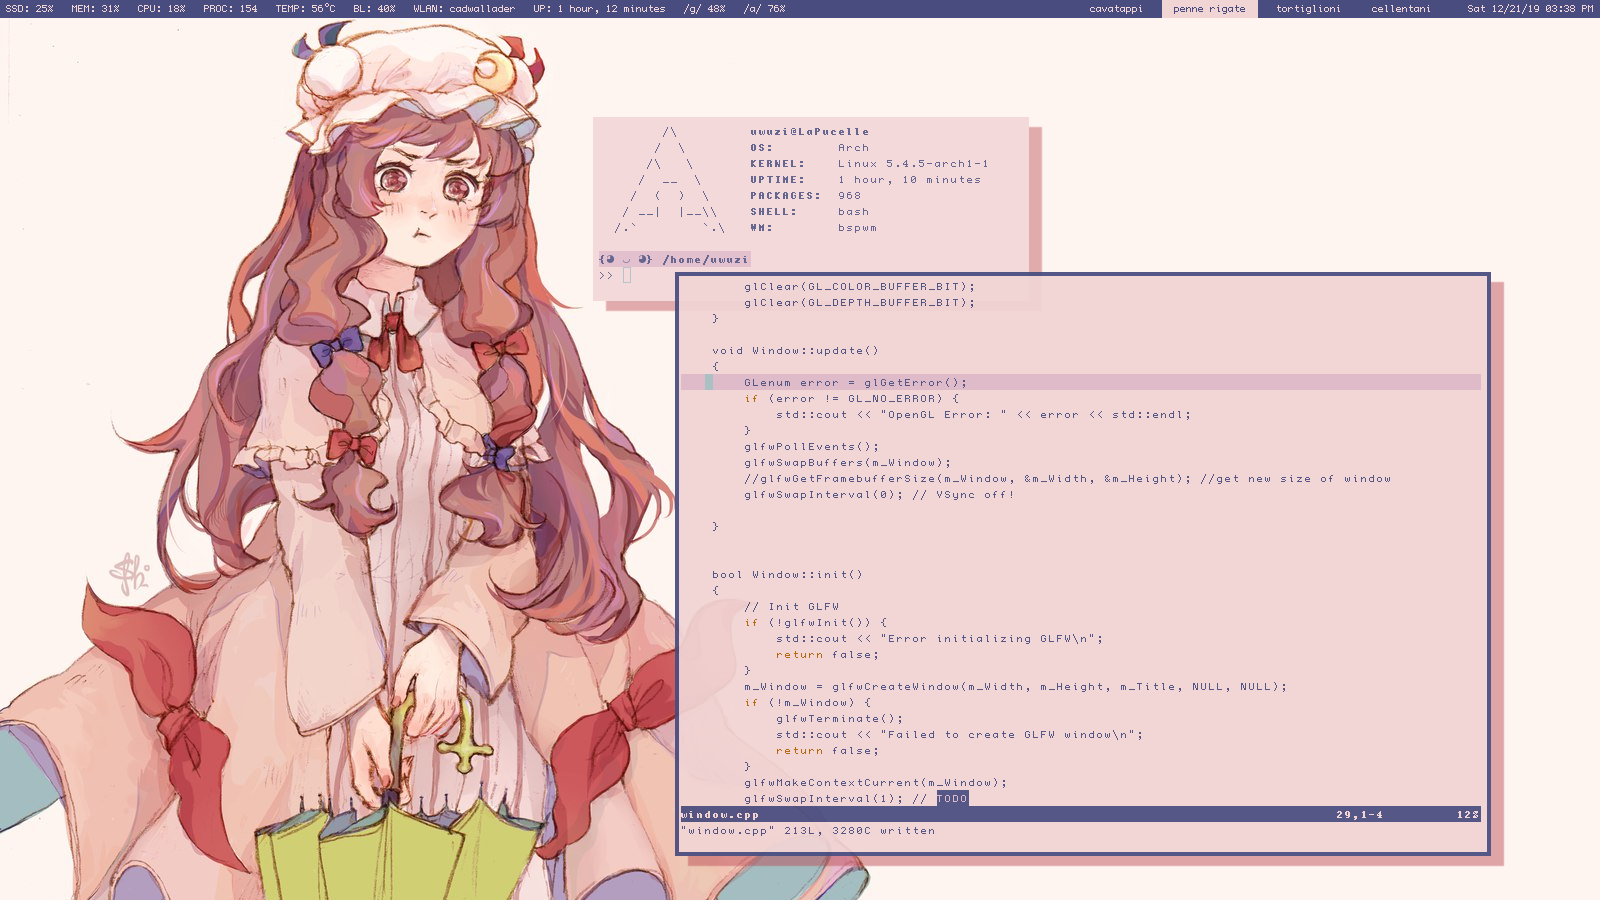 SSD: 25% MEM: 31% CPU: 18% PROC: 154 TEMP: 56°C BL: 40% WLAN: cadwallader UP: 1 hour, 12 minutes /g/ 48% /a/ 76% cavatappi penne rigate tortiglioni cellentani Sat 12/21/19 03:38 PM
/\ uwuzi@LaPucelle
/ \ OS: Arch
/\ \ KERNEL: Linux 5.4.5-arch1-1
/ __ \ UPTIME: 1 hour, 10 minutes
/ ( ) \ PACKAGES: 968
/ __| |__\\ SHELL: bash
/.` `.\ WM: bspwm
{◕ ◡ ◕} /home/uwuzi
>>
glClear(GL_COLOR_BUFFER_BIT);
glClear(GL_DEPTH_BUFFER_BIT);
}
void Window::update()
{
GLenum error = glGetError();
if (error != GL_NO_ERROR) {
std::cout << "OpenGL Error: " << error << std::endl;
}
glfwPollEvents();
glfwSwapBuffers(m_Window);
//glfwGetFramebufferSize(m_Window, &m_Width, &m_Height); //get new size of window
glfwSwapInterval(0); // VSync off!
}
bool Window::init()
{
// Init GLFW
if (!glfwInit()) {
std::cout << "Error initializing GLFW\n";
return false;
}
m_Window = glfwCreateWindow(m_Width, m_Height, m_Title, NULL, NULL);
if (!m_Window) {
glfwTerminate();
std::cout << "Failed to create GLFW window\n";
return false;
}
glfwMakeContextCurrent(m_Window);
glfwSwapInterval(1); // TODO
window.cpp 29,1-4 12%
"window.cpp" 213L, 3280C written